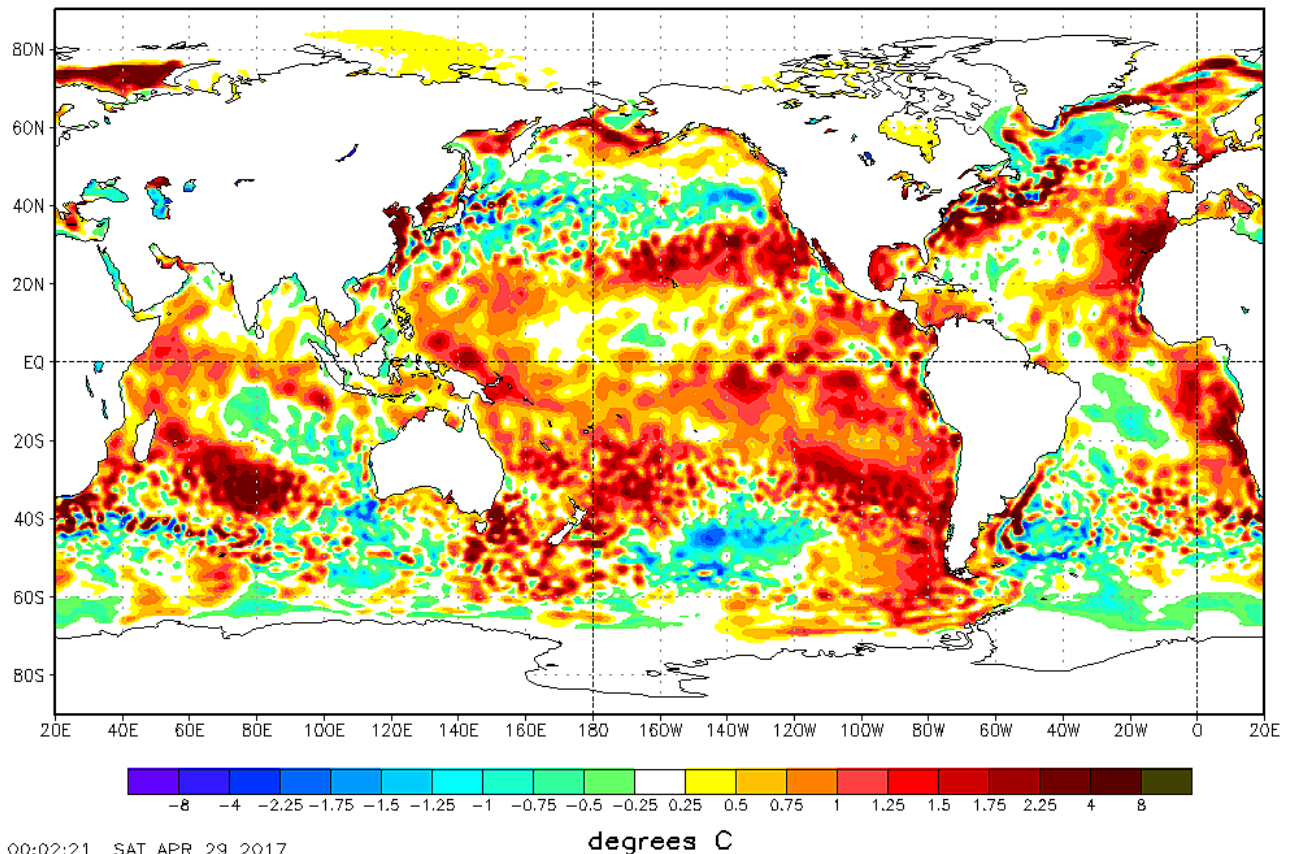 80N
60N
40N
20N
EQ
20S
40S
60S
80S
20E 40E 60E 80E 100E 120E 140E 160E 180 160W 140W 120W 100W 80W 60W 40W 20W 0 20E
-8 -4 -2.25 -1.75 -1.5 -1.25 -1 -0.75 -0.5 -0.25 0.25 0.5 0.75 1 1.25 1.5 1.75 2.25 4 8
degrees C
00:02:21 SAT APR 29 2017